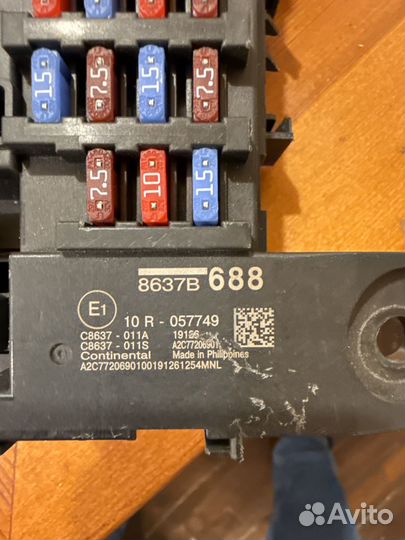 15 7.5 15 7.5
7.5 10 15
8637B 688
E1 10 R - 057749
C8637 - 011A 19126
C8637 - 011S A2C77206901
Continental Made in Philippines
A2C7720690100191261254MNL
Avito